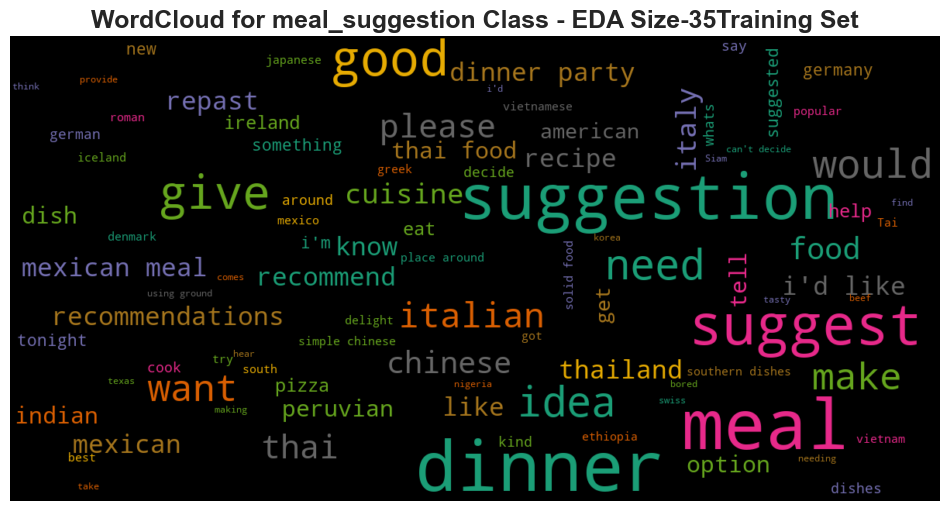 WordCloud for meal_suggestion Class - EDA Size-35Training Set
new
japanese
good
say
think
provide
dinner party
i'd
germany
repast
vietnamese
italy
whats
suggested
popular
roman
ireland
please
american
german
something
thai food
recipe
can't decide
iceland
greek
decide
Siam
would
give
cuisine
suggestion
help
find
dish
around
mexico
eat
Tai
denmark
i'm
know
place around
korea
food
mexican meal
comes
recommend
solid food
need
tell
i'd like
using ground
get
tasty
beef
recommendations
delight
italian
suggest
tonight
simple chinese
got
hear
try
cook
south
chinese
thailand
southern dishes
make
texas
want
pizza
nigeria
bored
indian
making
peruvian
like
idea
swiss
meal
mexican
thai
kind
ethiopia
vietnam
best
dinner
option
needing
take
dishes